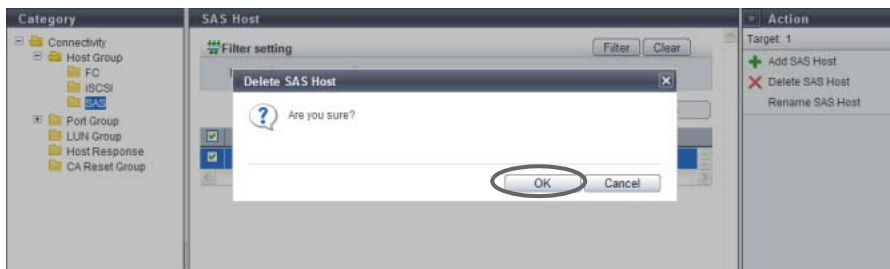 Category
Connectivity
Host Group
FC
iSCSI
SAS
Port Group
LUN Group
Host Response
CA Reset Group
SAS Host
Filter setting
Filter
Clear
Delete SAS Host
Are you sure?
OK
Cancel
Action
Target: 1
Add SAS Host
Delete SAS Host
Rename SAS Host